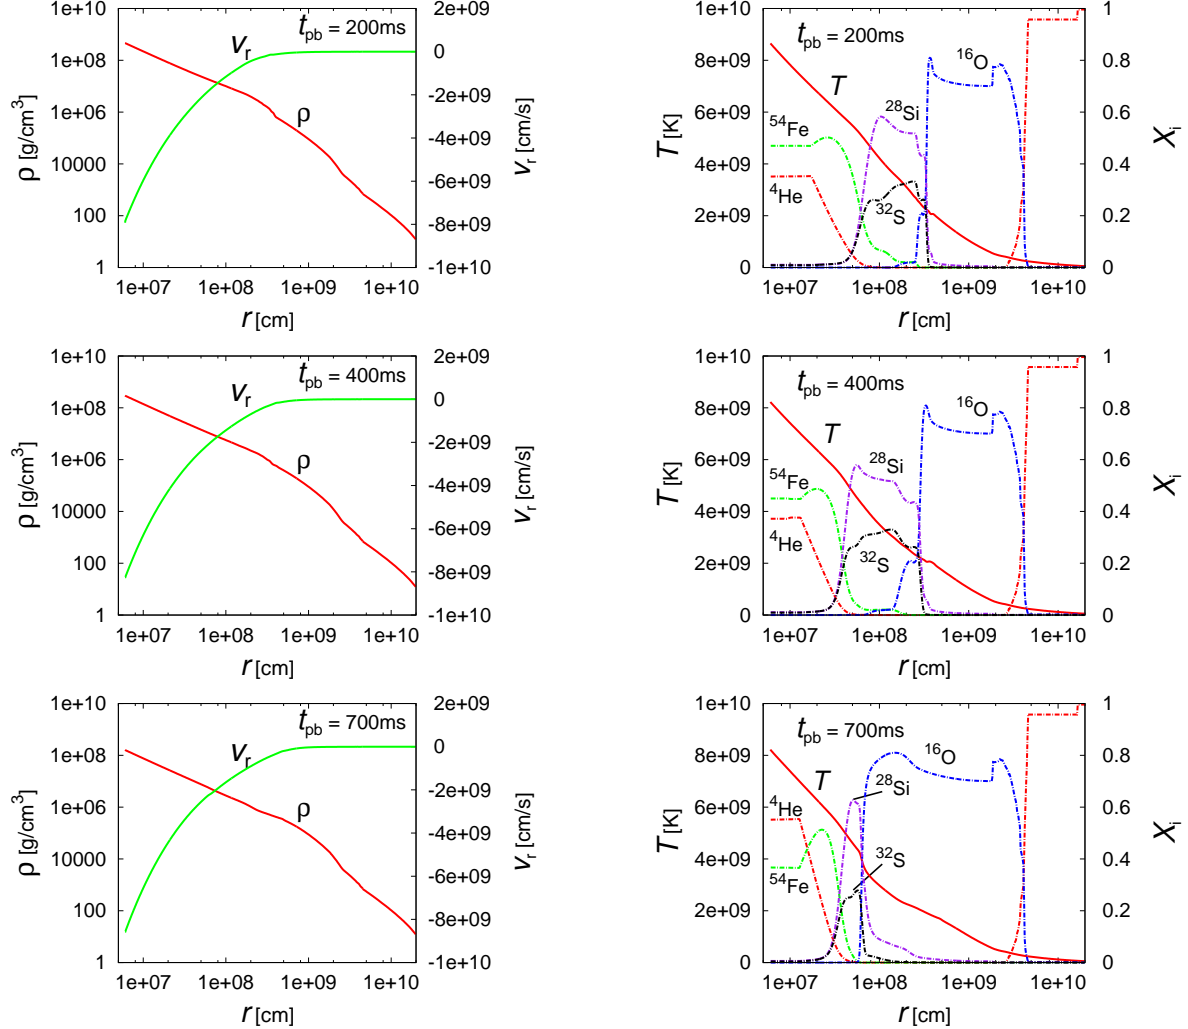 1e+10
1e+08
1e+06
10000
100
1
ρ [g/cm³]
2e+09
0
-2e+09
-4e+09
-6e+09
-8e+09
-1e+10
vᵣ [cm/s]
t_pb = 200ms
vᵣ
ρ
1e+07 1e+08 1e+09 1e+10
r [cm]
1e+10
8e+09
6e+09
4e+09
2e+09
0
T [K]
1
0.8
0.6
0.4
0.2
0
Xᵢ
t_pb = 200ms
T
¹⁶O
²⁸Si
⁵⁴Fe
⁴He
³²S
1e+07 1e+08 1e+09 1e+10
r [cm]
1e+10
1e+08
1e+06
10000
100
1
ρ [g/cm³]
2e+09
0
-2e+09
-4e+09
-6e+09
-8e+09
-1e+10
vᵣ [cm/s]
t_pb = 400ms
vᵣ
ρ
1e+07 1e+08 1e+09 1e+10
r [cm]
1e+10
8e+09
6e+09
4e+09
2e+09
0
T [K]
1
0.8
0.6
0.4
0.2
0
Xᵢ
t_pb = 400ms
¹⁶O
T
²⁸Si
⁵⁴Fe
⁴He
³²S
1e+07 1e+08 1e+09 1e+10
r [cm]
1e+10
1e+08
1e+06
10000
100
1
ρ [g/cm³]
2e+09
0
-2e+09
-4e+09
-6e+09
-8e+09
-1e+10
vᵣ [cm/s]
t_pb = 700ms
vᵣ
ρ
1e+07 1e+08 1e+09 1e+10
r [cm]
1e+10
8e+09
6e+09
4e+09
2e+09
0
T [K]
1
0.8
0.6
0.4
0.2
0
Xᵢ
t_pb = 700ms
¹⁶O
T
²⁸Si
⁴He
³²S
⁵⁴Fe
1e+07 1e+08 1e+09 1e+10
r [cm]